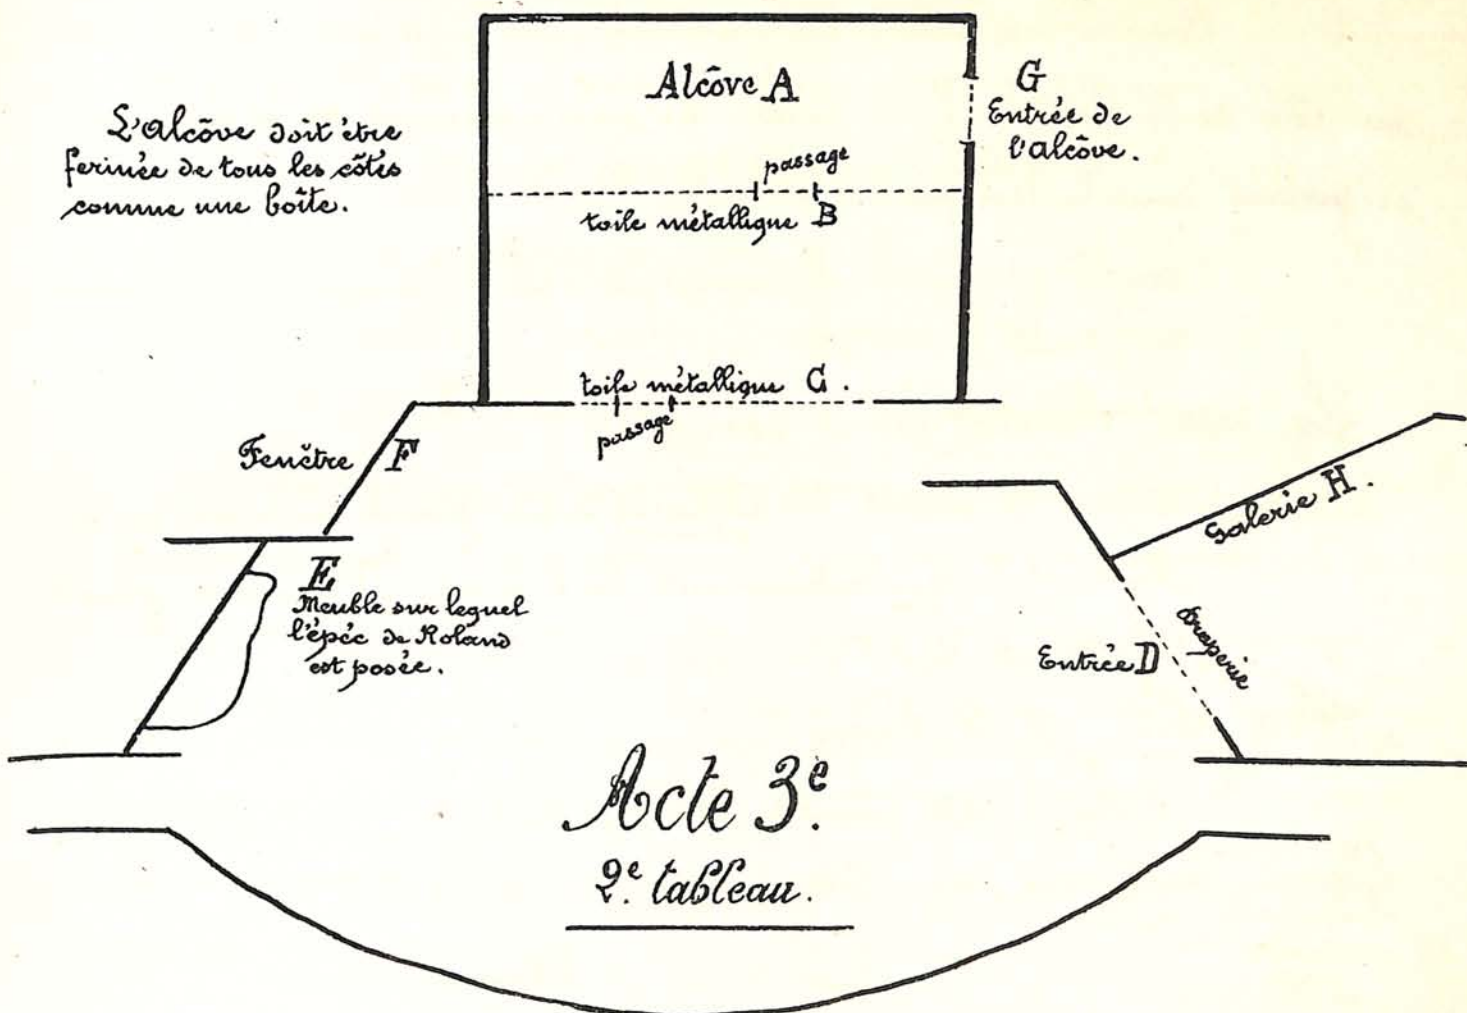 Alcôve A
G
Entrée de
l'alcôve.
L'Alcôve doit être
fermée de tous les côtés
comme une boîte.
passage
toile métallique B
toile métallique C.
passage
Fenêtre F
Galerie H.
E
Meuble sur lequel
l'épée de Roland
est posée.
Entrée D
Draperie
Acte 3e.
2e. tableau.